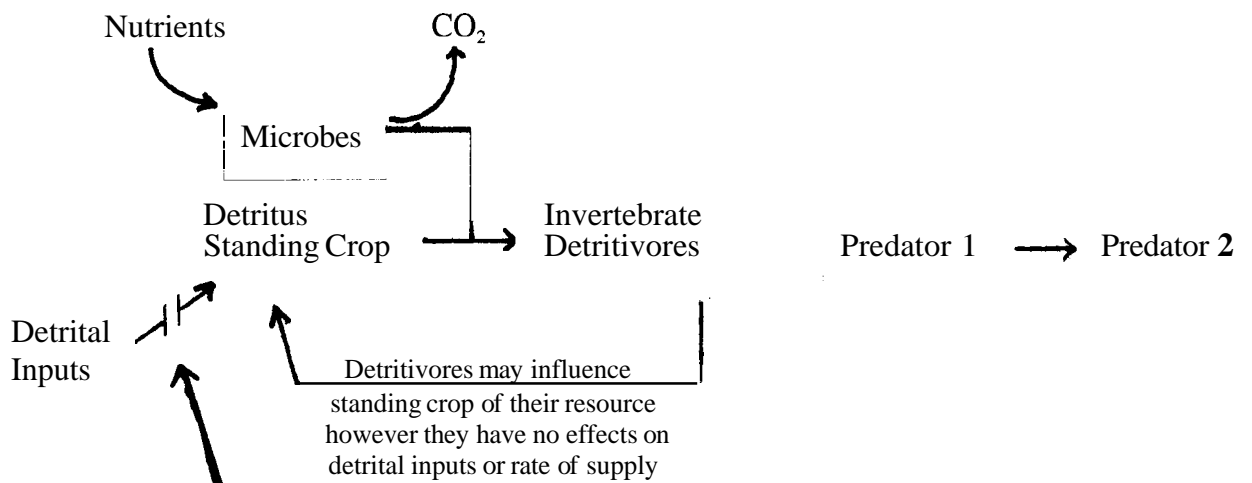 Nutrients
CO₂
Microbes
Detritus
Standing Crop
Invertebrate
Detritivores
Predator 1
Predator 2
Detrital
Inputs
Detritivores may influence
standing crop of their resource
however they have no effects on
detrital inputs or rate of supply